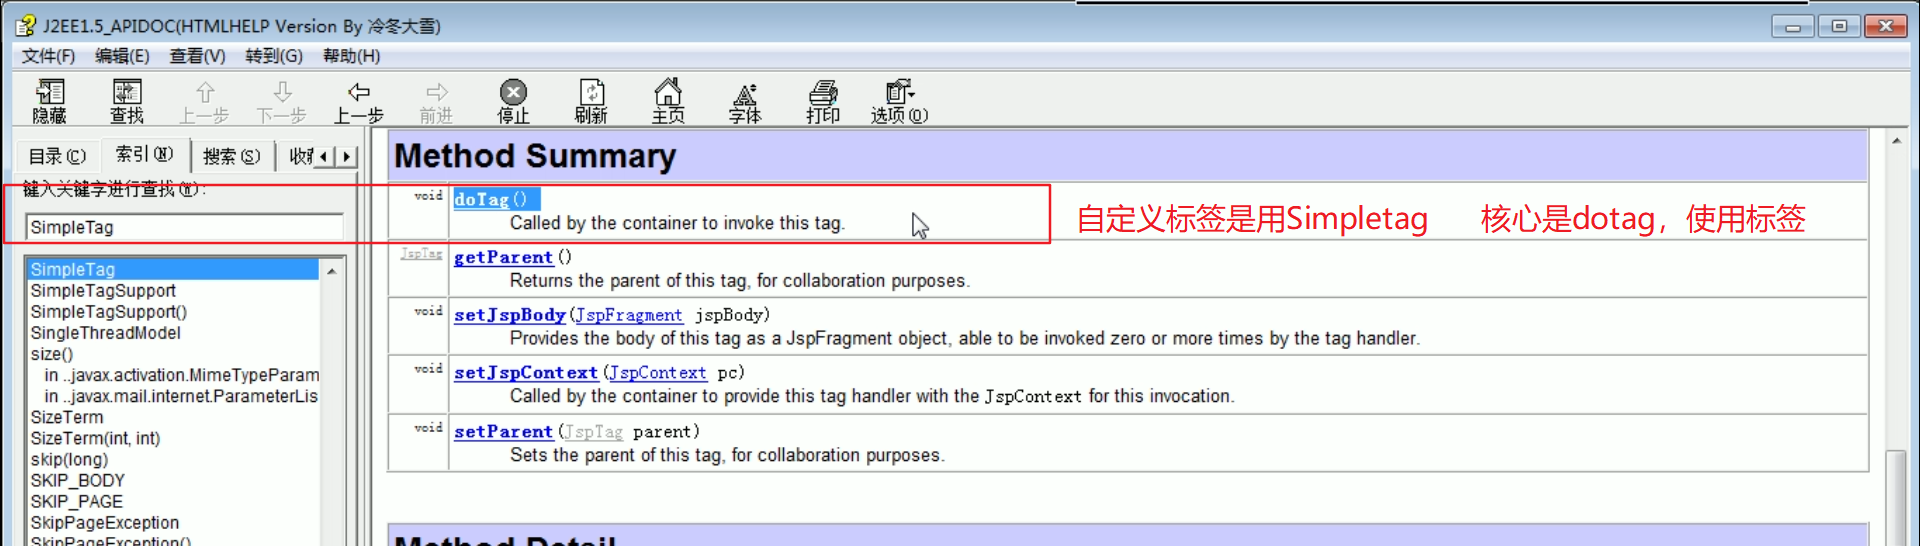 J2EE1.5_APIDOC(HTMLHELP Version By 冷冬大雪)
文件(F) 编辑(E) 查看(V) 转到(G) 帮助(H)
隐藏 查找 上一步 下一步 上一步 前进 停止 刷新 主页 字体 打印 选项(O)
目录(C) 索引(N) 搜索(S)
键入关键字进行查找(W):
SimpleTag
SimpleTag
SimpleTagSupport
SimpleTagSupport()
SingleThreadModel
size()
in ..javax.activation.MimeTypeParam
in ..javax.mail.internet.ParameterLis
SizeTerm
SizeTerm(int, int)
skip(long)
SKIP_BODY
SKIP_PAGE
SkipPageException
SkipPageException()
Method Summary
void doTag()
Called by the container to invoke this tag.
JspTag getParent()
Returns the parent of this tag, for collaboration purposes.
void setJspBody(JspFragment jspBody)
Provides the body of this tag as a JspFragment object, able to be invoked zero or more times by the tag handler.
void setJspContext(JspContext pc)
Called by the container to provide this tag handler with the JspContext for this invocation.
void setParent(JspTag parent)
Sets the parent of this tag, for collaboration purposes.
Method Detail
自定义标签是用Simpletag 核心是dotag，使用标签